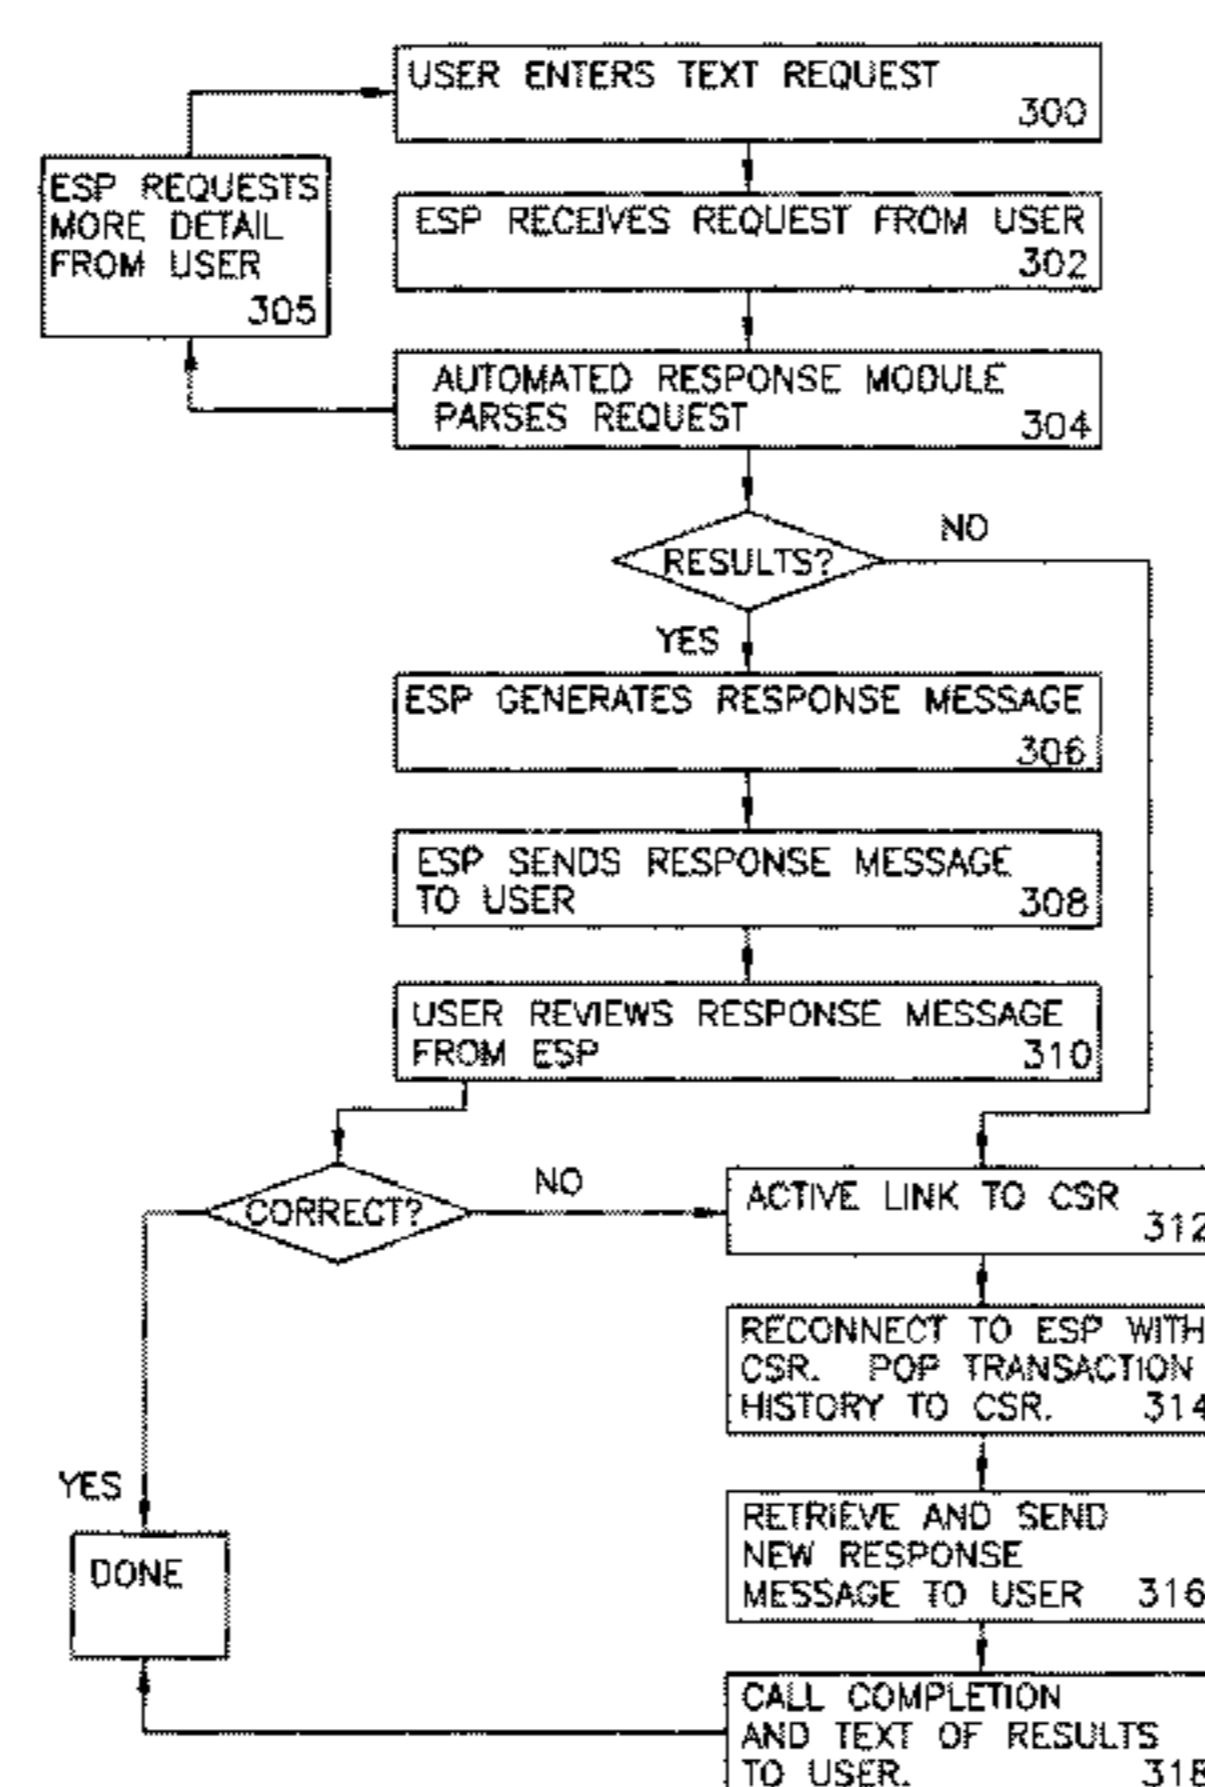 USER ENTERS TEXT REQUEST
300
ESP REQUESTS
MORE DETAIL
FROM USER
305
ESP RECEIVES REQUEST FROM USER
302
AUTOMATED RESPONSE MODULE
PARSES REQUEST 304
RESULTS?
NO
YES
ESP GENERATES RESPONSE MESSAGE
306
ESP SENDS RESPONSE MESSAGE
TO USER 308
USER REVIEWS RESPONSE MESSAGE
FROM ESP 310
CORRECT?
NO
ACTIVE LINK TO CSR
312
RECONNECT TO ESP WITH
CSR. POP TRANSACTION
HISTORY TO CSR. 314
YES
DONE
RETRIEVE AND SEND
NEW RESPONSE
MESSAGE TO USER 316
CALL COMPLETION
AND TEXT OF RESULTS
TO USER. 318